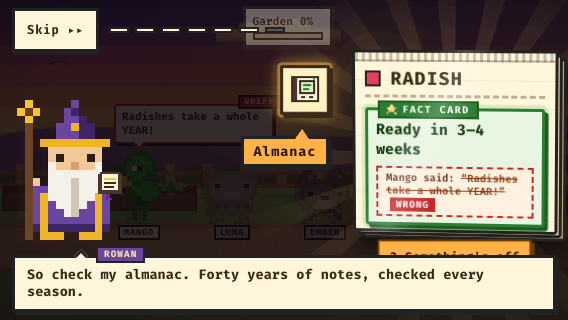 Skip ▸▸
Garden 0%
RADISH
FACT CARD
Ready in 3–4
weeks
Mango said: “Radishes
take a whole YEAR!”
WRONG
DRIFT
Radishes take a whole
YEAR!
Almanac
MANGO
LUNA
EMBER
? Something's off
ROWAN
So check my almanac. Forty years of notes, checked every
season.